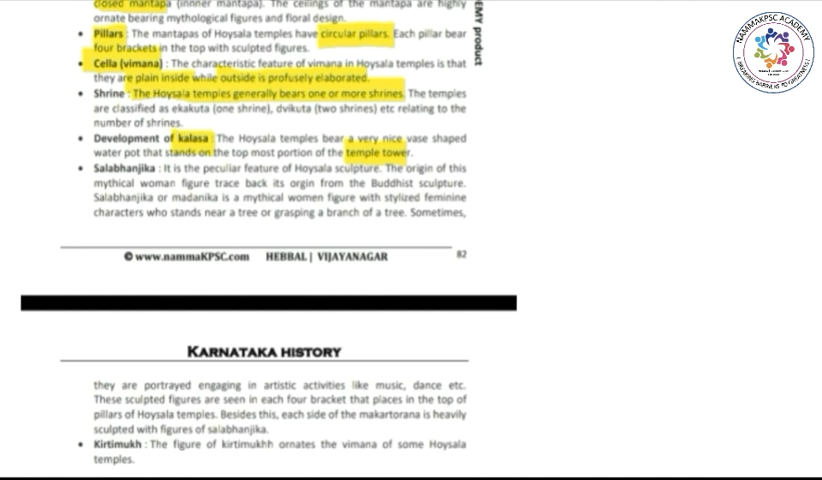 closed mantapa (innner mantapa). The ceilings of the mantapa are highly
ornate bearing mythological figures and floral design.
• Pillars : The mantapas of Hoysala temples have circular pillars. Each pillar bear
four brackets in the top with sculpted figures.
• Cella (vimana) : The characteristic feature of vimana in Hoysala temples is that
they are plain inside while outside is profusely elaborated.
• Shrine : The Hoysala temples generally bears one or more shrines. The temples
are classified as ekakuta (one shrine), dvikuta (two shrines) etc relating to the
number of shrines.
• Development of kalasa : The Hoysala temples bear a very nice vase shaped
water pot that stands on the top most portion of the temple tower.
• Salabhanjika : It is the peculiar feature of Hoysala sculpture. The origin of this
mythical woman figure trace back its orgin from the Buddhist sculpture.
Salabhanjika or madanika is a mythical women figure with stylized feminine
characters who stands near a tree or grasping a branch of a tree. Sometimes,
EMY product
© www.nammaKPSC.com HEBBAL | VIJAYANAGAR 82
KARNATAKA HISTORY
they are portrayed engaging in artistic activities like music, dance etc.
These sculpted figures are seen in each four bracket that places in the top of
pillars of Hoysala temples. Besides this, each side of the makartorana is heavily
sculpted with figures of salabhanjika.
• Kirtimukh : The figure of kirtimukhh ornates the vimana of some Hoysala
temples.
NAMMAKPSC ACADEMY